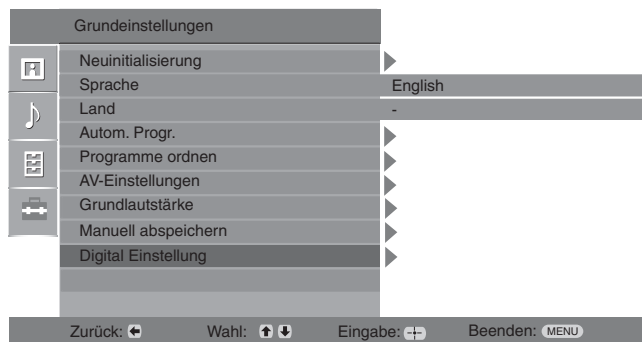 Grundeinstellungen
Neuinitialisierung
Sprache English
Land -
Autom. Progr.
Programme ordnen
AV-Einstellungen
Grundlautstärke
Manuell abspeichern
Digital Einstellung
Zurück: Wahl: Eingabe: Beenden: MENU